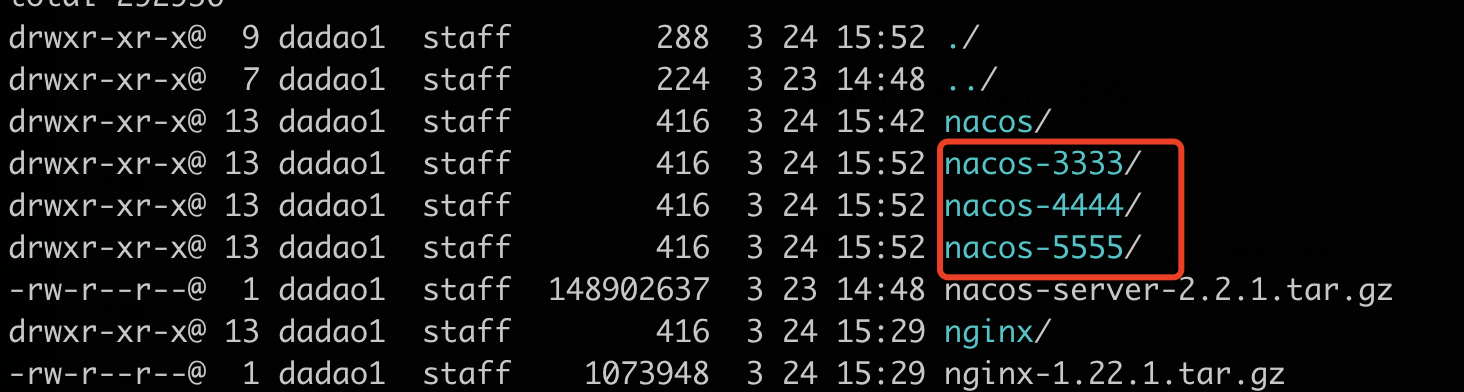 total 292936
drwxr-xr-x@  9 dadao1  staff        288  3 24 15:52 ./
drwxr-xr-x@  7 dadao1  staff        224  3 23 14:48 ../
drwxr-xr-x@ 13 dadao1  staff        416  3 24 15:42 nacos/
drwxr-xr-x@ 13 dadao1  staff        416  3 24 15:52 nacos-3333/
drwxr-xr-x@ 13 dadao1  staff        416  3 24 15:52 nacos-4444/
drwxr-xr-x@ 13 dadao1  staff        416  3 24 15:52 nacos-5555/
-rw-r--r--@  1 dadao1  staff  148902637  3 23 14:48 nacos-server-2.2.1.tar.gz
drwxr-xr-x@ 13 dadao1  staff        416  3 24 15:29 nginx/
-rw-r--r--@  1 dadao1  staff    1073948  3 24 15:29 nginx-1.22.1.tar.gz